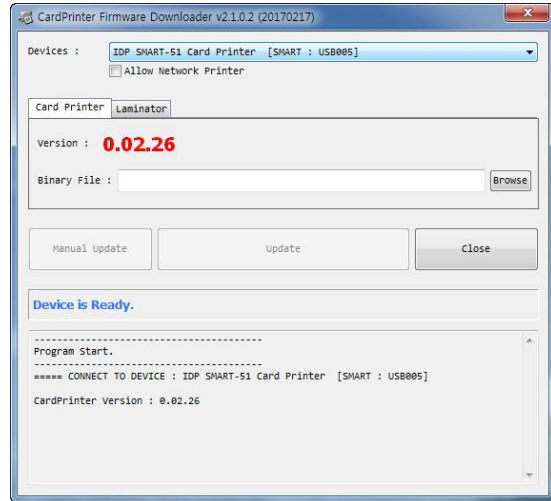 CardPrinter Firmware Downloader v2.1.0.2 (20170217)
Devices : IDP SMART-51 Card Printer [SMART : USB005]
Allow Network Printer
Card Printer Laminator
Version : 0.02.26
Binary File : Browse
Manual Update Update Close
Device is Ready.
----------------------------------------
Program Start.
----------------------------------------
===== CONNECT TO DEVICE : IDP SMART-51 Card Printer [SMART : USB005]
CardPrinter Version : 0.02.26